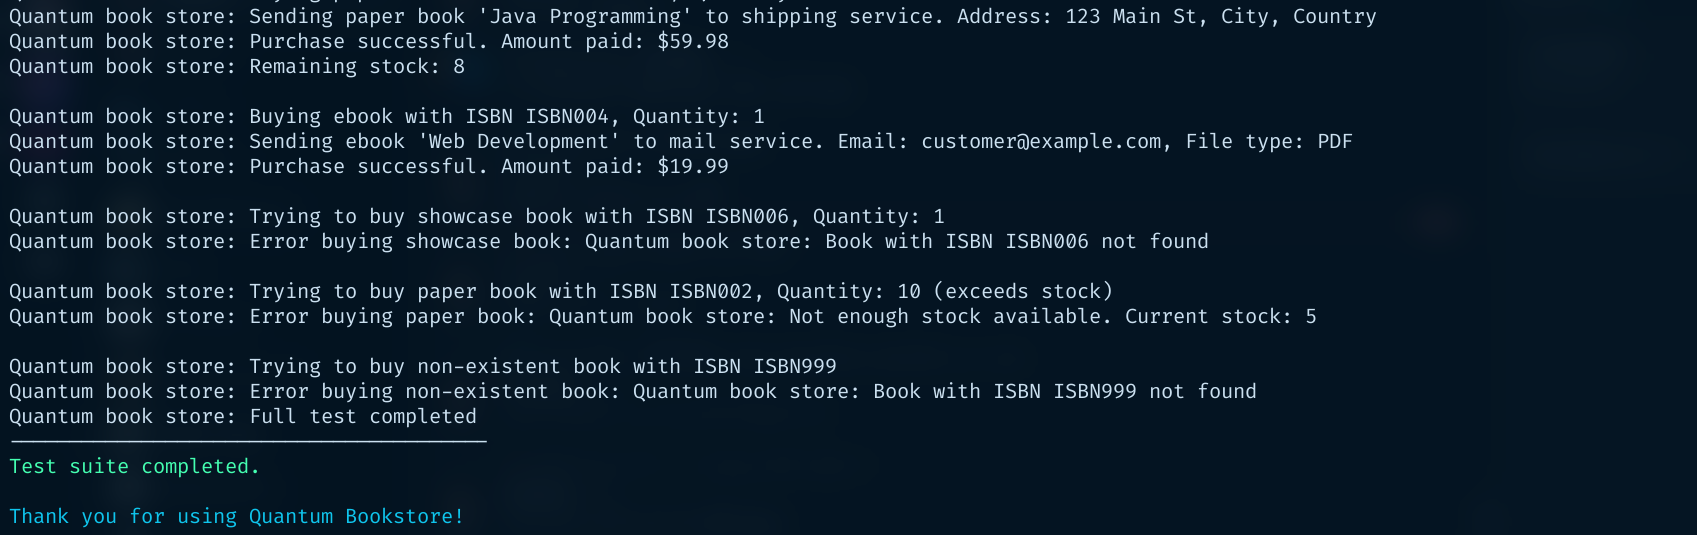 Quantum book store: Sending paper book 'Java Programming' to shipping service. Address: 123 Main St, City, Country
Quantum book store: Purchase successful. Amount paid: $59.98
Quantum book store: Remaining stock: 8
Quantum book store: Buying ebook with ISBN ISBN004, Quantity: 1
Quantum book store: Sending ebook 'Web Development' to mail service. Email: customer@example.com, File type: PDF
Quantum book store: Purchase successful. Amount paid: $19.99
Quantum book store: Trying to buy showcase book with ISBN ISBN006, Quantity: 1
Quantum book store: Error buying showcase book: Quantum book store: Book with ISBN ISBN006 not found
Quantum book store: Trying to buy paper book with ISBN ISBN002, Quantity: 10 (exceeds stock)
Quantum book store: Error buying paper book: Quantum book store: Not enough stock available. Current stock: 5
Quantum book store: Trying to buy non-existent book with ISBN ISBN999
Quantum book store: Error buying non-existent book: Quantum book store: Book with ISBN ISBN999 not found
Quantum book store: Full test completed
----------------------------------------
Test suite completed.
Thank you for using Quantum Bookstore!